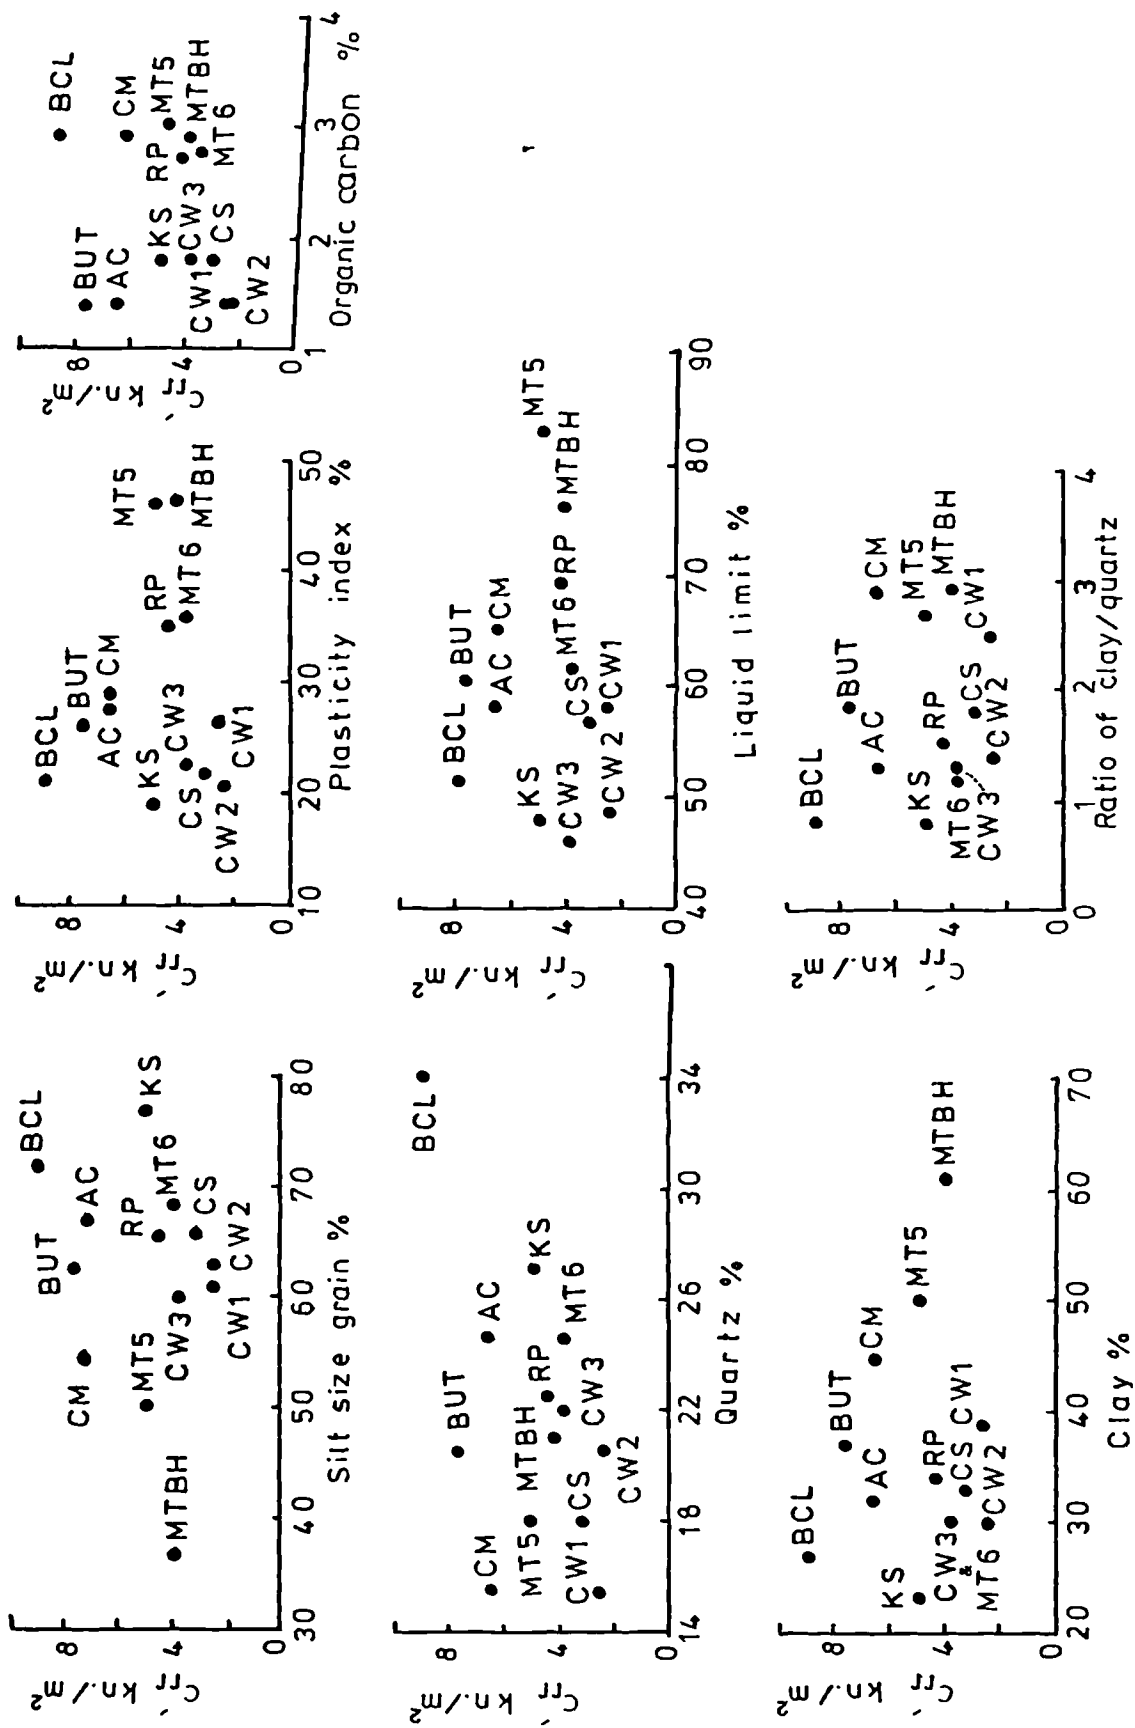 C'rr kn./m²
8
4
0
BCL
BUT
AC
CM
KS
RP
MT6
MT5
CS
CW3
MTBH
CW1 CW2
30 40 50 60 70 80
Silt size grain %
C'rr kn./m²
8
4
0
BCL
BUT
AC
CM
KS
RP
MT5
CS
CW3
MT6
MTBH
CW2
CW1
10 20 30 40 50
Plasticity index %
C'rr kn./m²
8
4
0
BCL
BUT
AC
CM
KS
RP
MT5
CW3
MTBH
CW1
CS
MT6
CW2
1 2 3 4
Organic carbon %
C'rr kn./m²
8
4
0
BCL
BUT
CM
AC
MT5
MTBH
RP
KS
CW1
CS
CW3
MT6
CW2
14 18 22 26 30 34
Quartz %
C'rr kn./m²
8
4
0
BCL
BUT
AC
CM
KS
MT5
CW3
CS
MT6
RP
MTBH
CW2
CW1
40 50 60 70 80 90
Liquid limit %
C'rr kn./m²
8
4
0
BCL
BUT
AC
CM
KS
MT5
CW3
&
MT6
RP
CS
CW1
MTBH
CW2
20 30 40 50 60 70
Clay %
C'rr kn./m²
8
4
0
BCL
BUT
AC
CM
KS
RP
MT5
MT6
CS
MTBH
CW3
CW2
CW1
0 1 2 3 4
Ratio of clay/quartz